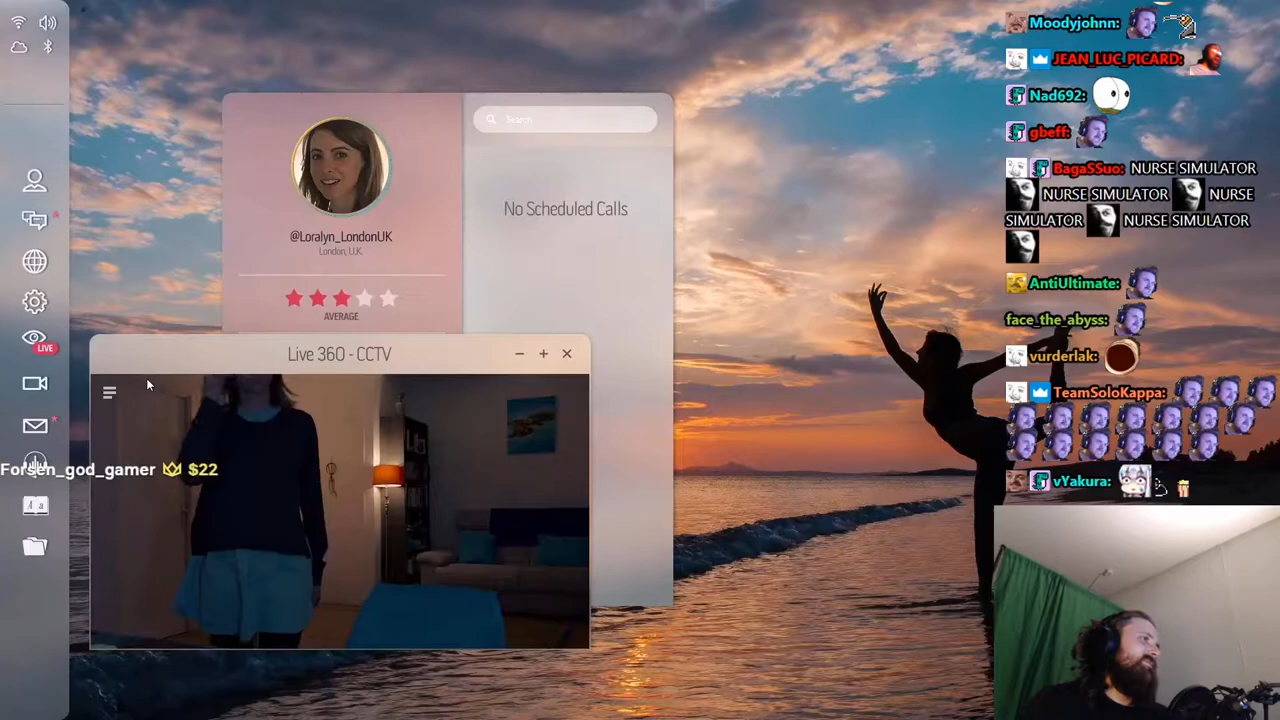 @Loralyn_LondonUK
London, U.K.
AVERAGE
Search
No Scheduled Calls
LIVE
Live 360 - CCTV
Forsen_god_gamer $22
Aa
Moodyjohnn:
JEAN_LUC_PICARD:
Nad692:
gbeff:
BagaSSuo: NURSE SIMULATOR
NURSE SIMULATOR NURSE
SIMULATOR NURSE SIMULATOR
AntiUltimate:
face_the_abyss:
vurderlak:
TeamSoloKappa:
vYakura: